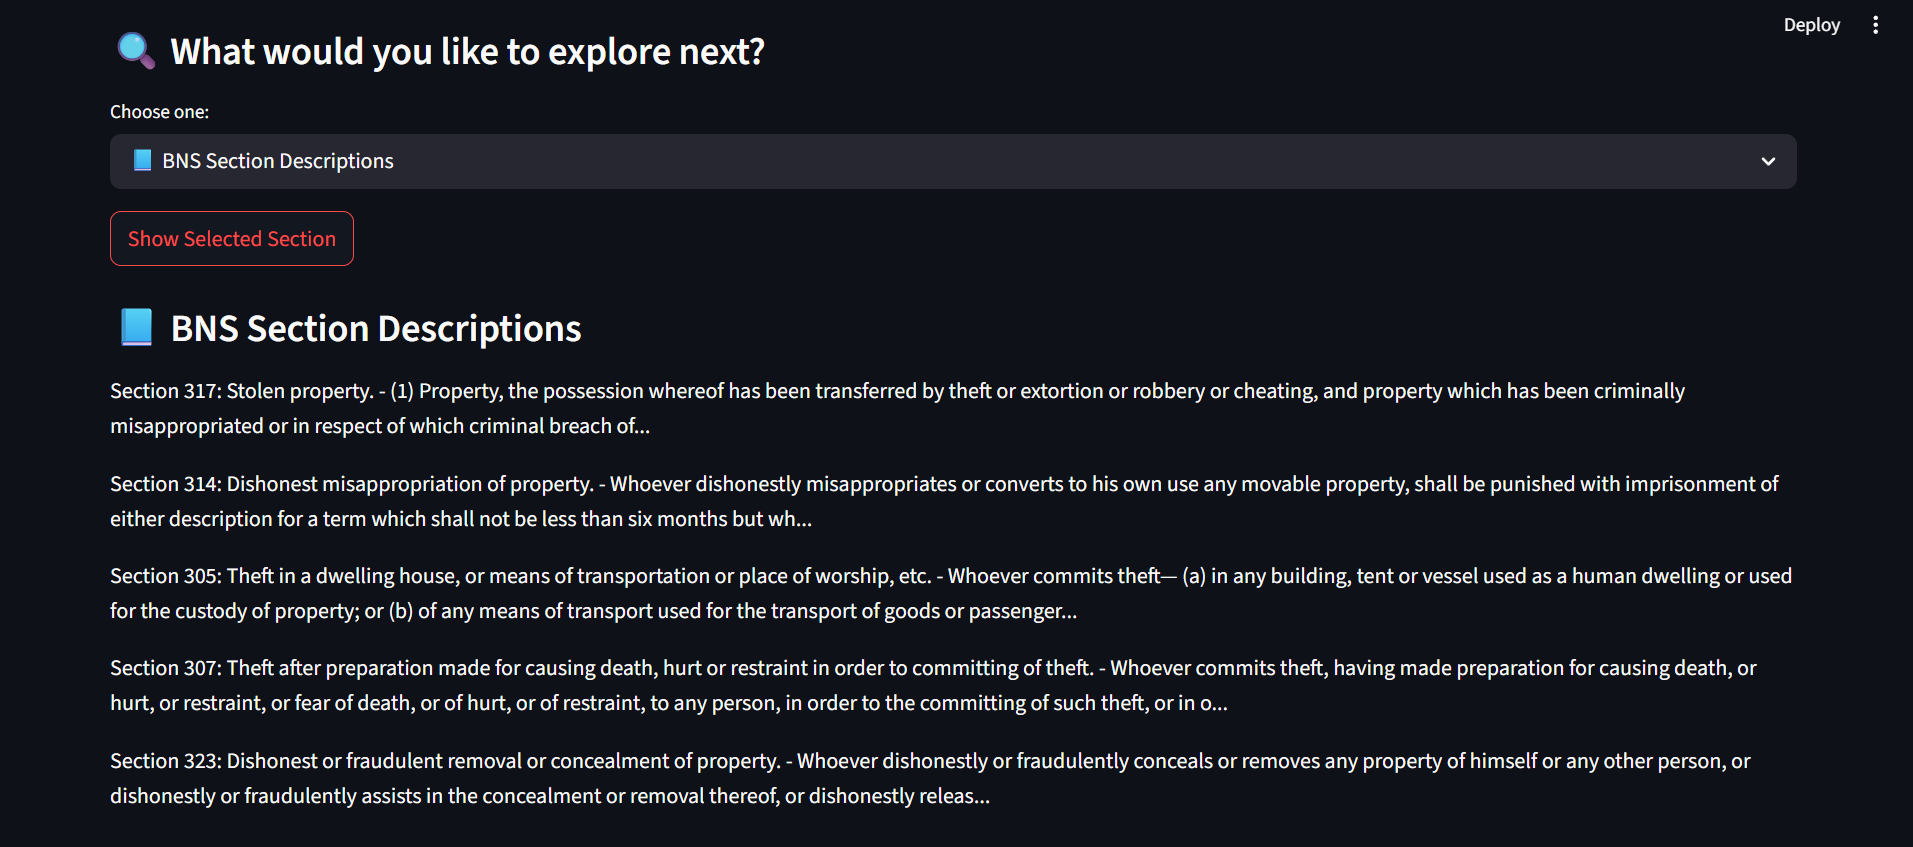 Deploy
What would you like to explore next?
Choose one:
BNS Section Descriptions
Show Selected Section
BNS Section Descriptions
Section 317: Stolen property. - (1) Property, the possession whereof has been transferred by theft or extortion or robbery or cheating, and property which has been criminally
misappropriated or in respect of which criminal breach of...
Section 314: Dishonest misappropriation of property. - Whoever dishonestly misappropriates or converts to his own use any movable property, shall be punished with imprisonment of
either description for a term which shall not be less than six months but wh...
Section 305: Theft in a dwelling house, or means of transportation or place of worship, etc. - Whoever commits theft— (a) in any building, tent or vessel used as a human dwelling or used
for the custody of property; or (b) of any means of transport used for the transport of goods or passenger...
Section 307: Theft after preparation made for causing death, hurt or restraint in order to committing of theft. - Whoever commits theft, having made preparation for causing death, or
hurt, or restraint, or fear of death, or of hurt, or of restraint, to any person, in order to the committing of such theft, or in o...
Section 323: Dishonest or fraudulent removal or concealment of property. - Whoever dishonestly or fraudulently conceals or removes any property of himself or any other person, or
dishonestly or fraudulently assists in the concealment or removal thereof, or dishonestly releas...